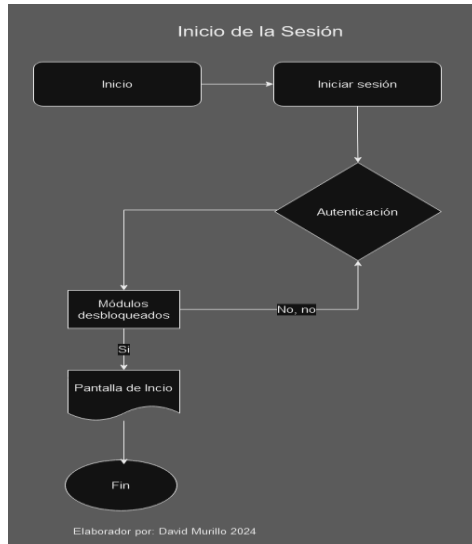 Inicio de la Sesión
Inicio
Iniciar sesión
Autenticación
Módulos
desbloqueados
No, no
Si
Pantalla de Incio
Fin
Elaborador por: David Murillo 2024